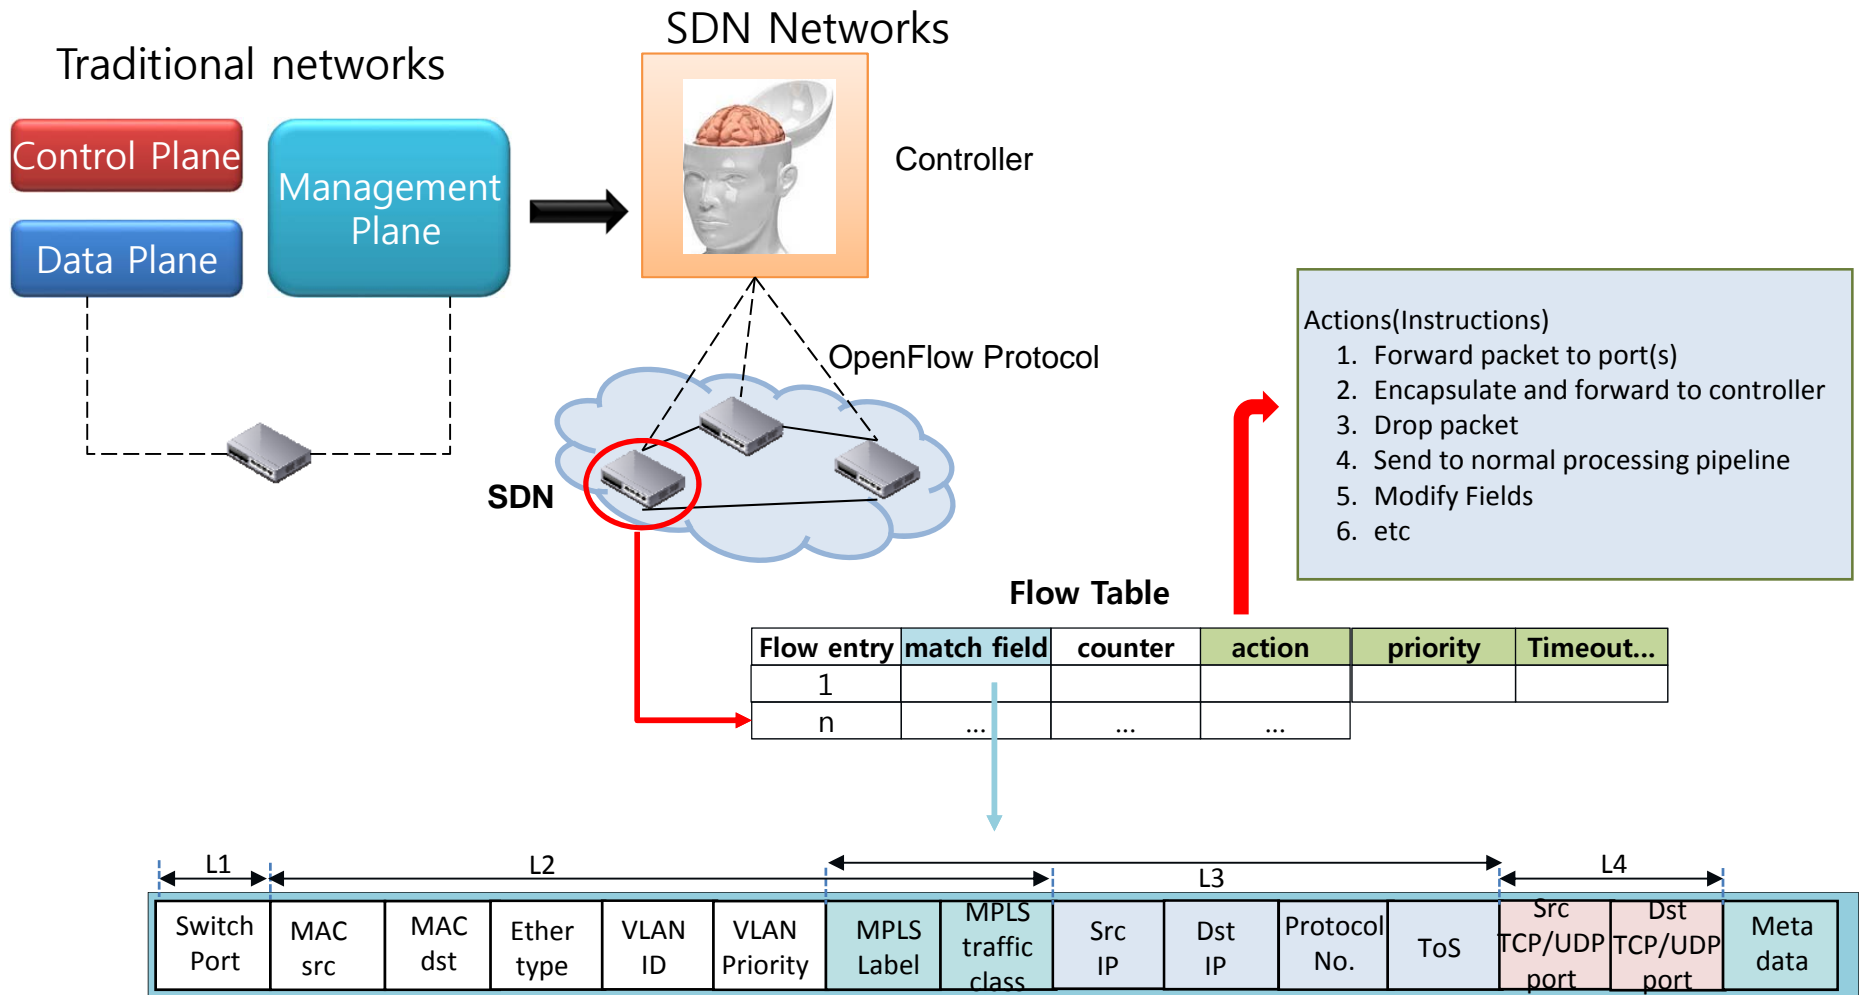 SDN Networks
Traditional networks
Control Plane
Management
Plane
Data Plane
Controller
OpenFlow Protocol
SDN
Actions(Instructions)
1. Forward packet to port(s)
2. Encapsulate and forward to controller
3. Drop packet
4. Send to normal processing pipeline
5. Modify Fields
6. etc
Flow Table
Flow entry match field counter action priority Timeout...
1
n ... ... ...
L1 L2 L3 L4
Switch
Port
MAC
src
MAC
dst
Ether
type
VLAN
ID
VLAN
Priority
MPLS
Label
MPLS
traffic
class
Src
IP
Dst
IP
Protocol
No.
ToS
Src
TCP/UDP
port
Dst
TCP/UDP
port
Meta
data